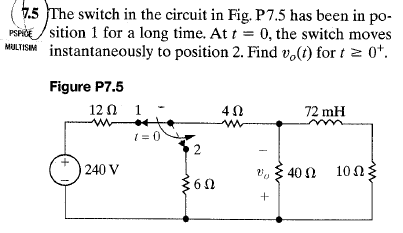 7.5 The switch in the circuit in Fig. P7.5 has been in po-
PSPICE sition 1 for a long time. At t = 0, the switch moves
MULTISIM instantaneously to position 2. Find vₒ(t) for t ≥ 0⁺.
Figure P7.5
12 Ω 1 4 Ω 72 mH
t = 0
2
+
240 V
−
6 Ω
−
vₒ 40 Ω 10 Ω
+